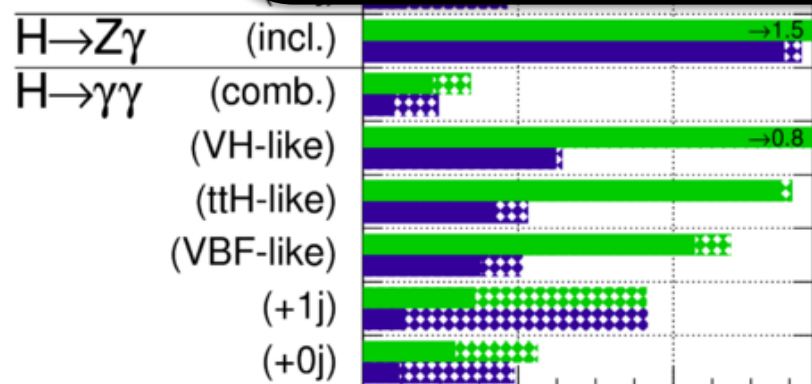 H→Zγ (incl.) →1.5
H→γγ (comb.)
(VH-like) →0.8
(ttH-like)
(VBF-like)
(+1j)
(+0j)